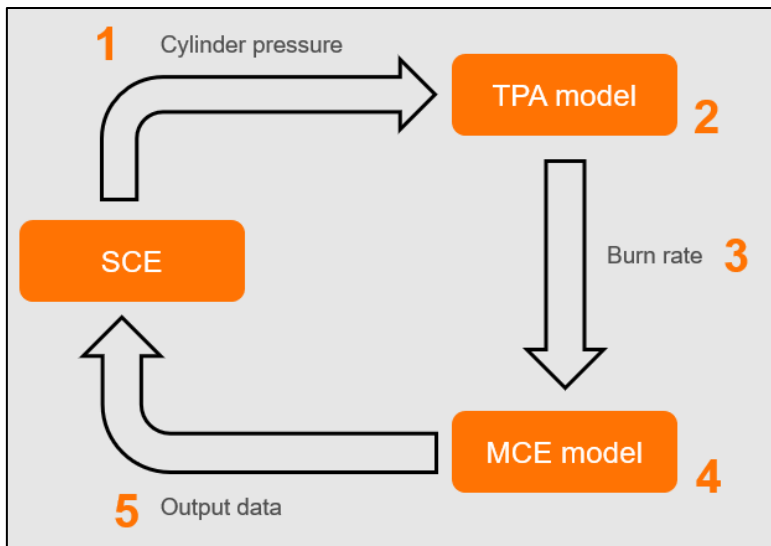 1 Cylinder pressure
TPA model 2
SCE
Burn rate 3
MCE model 4
5 Output data